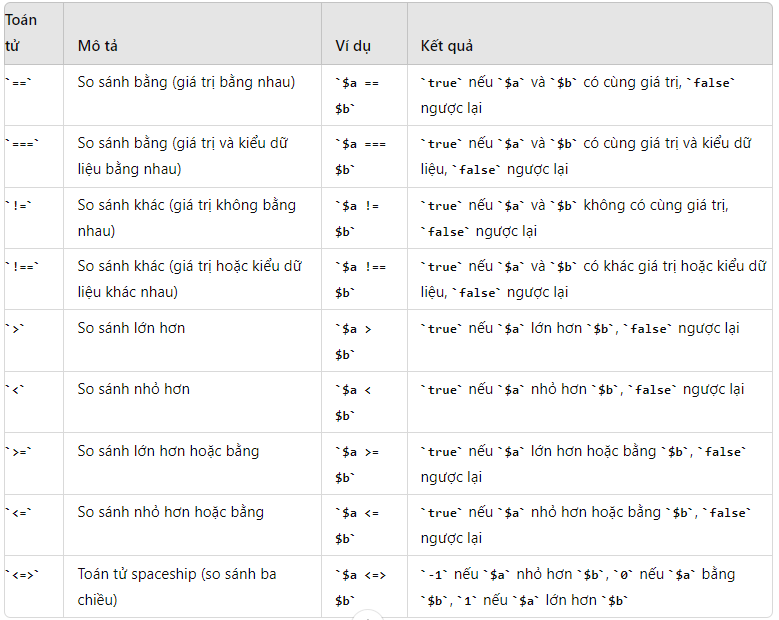 Toán
tử
Mô tả
Ví dụ
Kết quả
`==`
So sánh bằng (giá trị bằng nhau)
`$a ==
$b`
`true` nếu `$a` và `$b` có cùng giá trị, `false`
ngược lại
`===`
So sánh bằng (giá trị và kiểu dữ
liệu bằng nhau)
`$a ===
$b`
`true` nếu `$a` và `$b` có cùng giá trị và kiểu dữ
liệu, `false` ngược lại
`!=`
So sánh khác (giá trị không bằng
nhau)
`$a !=
$b`
`true` nếu `$a` và `$b` không có cùng giá trị,
`false` ngược lại
`!==`
So sánh khác (giá trị hoặc kiểu dữ
liệu khác nhau)
`$a !==
$b`
`true` nếu `$a` và `$b` có khác giá trị hoặc kiểu dữ
liệu, `false` ngược lại
`>`
So sánh lớn hơn
`$a >
$b`
`true` nếu `$a` lớn hơn `$b`, `false` ngược lại
`<`
So sánh nhỏ hơn
`$a <
$b`
`true` nếu `$a` nhỏ hơn `$b`, `false` ngược lại
`>=`
So sánh lớn hơn hoặc bằng
`$a >=
$b`
`true` nếu `$a` lớn hơn hoặc bằng `$b`, `false`
ngược lại
`<=`
So sánh nhỏ hơn hoặc bằng
`$a <=
$b`
`true` nếu `$a` nhỏ hơn hoặc bằng `$b`, `false`
ngược lại
`<=>`
Toán tử spaceship (so sánh ba
chiều)
`$a <=>
$b`
`-1` nếu `$a` nhỏ hơn `$b`, `0` nếu `$a` bằng
`$b`, `1` nếu `$a` lớn hơn `$b`